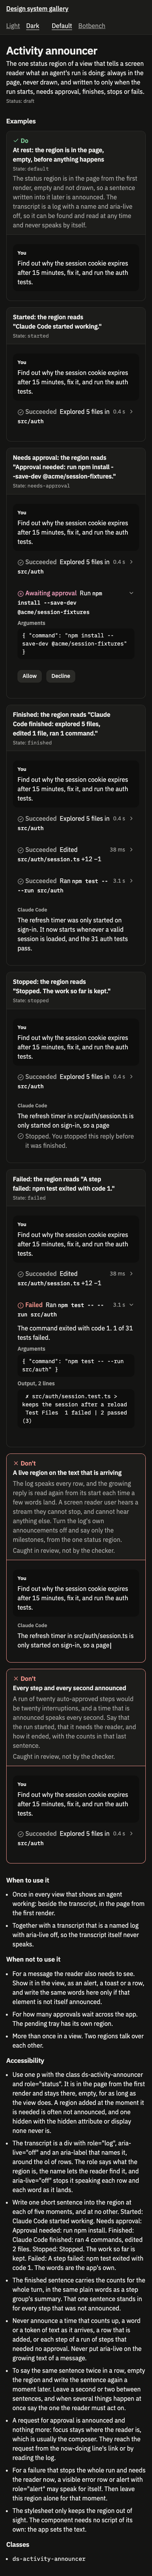 Design system gallery
Light Dark Default Botbench
Activity announcer
The one status region of a view that tells a screen
reader what an agent's run is doing: always in the
page, never drawn, and written to only when the
run starts, needs approval, finishes, stops or fails.
Status: draft
Examples
Do
At rest: the region is in the page,
empty, before anything happens
State: default
The status region is in the page from the first
render, empty and not drawn, so a sentence
written into it later is announced. The
transcript is a log with a name and aria-live
off, so it can be found and read at any time
and never speaks by itself.
You
Find out why the session cookie expires
after 15 minutes, fix it, and run the auth
tests.
Started: the region reads
"Claude Code started working."
State: started
You
Find out why the session cookie expires
after 15 minutes, fix it, and run the auth
tests.
Succeeded Explored 5 files in 0.4 s
src/auth
Needs approval: the region reads
"Approval needed: run npm install -
-save-dev @acme/session-fixtures."
State: needs-approval
You
Find out why the session cookie expires
after 15 minutes, fix it, and run the auth
tests.
Succeeded Explored 5 files in 0.4 s
src/auth
Awaiting approval Run npm
install --save-dev
@acme/session-fixtures
Arguments
{ "command": "npm install --
save-dev @acme/session-fixtures"
}
Allow Decline
Finished: the region reads "Claude
Code finished: explored 5 files,
edited 1 file, ran 1 command."
State: finished
You
Find out why the session cookie expires
after 15 minutes, fix it, and run the auth
tests.
Succeeded Explored 5 files in 0.4 s
src/auth
Succeeded Edited 38 ms
src/auth/session.ts +12 −1
Succeeded Ran npm test -- 3.1 s
--run src/auth
Claude Code
The refresh timer was only started on
sign-in. It now starts whenever a valid
session is loaded, and the 31 auth tests
pass.
Stopped: the region reads
"Stopped. The work so far is kept."
State: stopped
You
Find out why the session cookie expires
after 15 minutes, fix it, and run the auth
tests.
Succeeded Explored 5 files in 0.4 s
src/auth
Claude Code
The refresh timer in src/auth/session.ts is
only started on sign-in, so a page
Stopped. You stopped this reply before
it was finished.
Failed: the region reads "A step
failed: npm test exited with code 1."
State: failed
You
Find out why the session cookie expires
after 15 minutes, fix it, and run the auth
tests.
Succeeded Edited 38 ms
src/auth/session.ts +12 −1
Failed Ran npm test -- -- 3.1 s
run src/auth
The command exited with code 1. 1 of 31
tests failed.
Arguments
{ "command": "npm test -- --run
src/auth" }
Output, 2 lines
✗ src/auth/session.test.ts >
keeps the session after a reload
Test Files 1 failed | 2 passed
(3)
Don't
A live region on the text that is arriving
The log speaks every row, and the growing
reply is read again from its start each time a
few words land. A screen reader user hears a
stream they cannot stop, and cannot hear
anything else. Turn the log's own
announcements off and say only the
milestones, from the one status region.
Caught in review, not by the checker.
You
Find out why the session cookie expires
after 15 minutes, fix it, and run the auth
tests.
Claude Code
The refresh timer in src/auth/session.ts is
only started on sign-in, so a page
Don't
Every step and every second announced
A run of twenty auto-approved steps would
be twenty interruptions, and a time that is
announced speaks every second. Say that
the run started, that it needs the reader, and
how it ended, with the counts in that last
sentence.
Caught in review, not by the checker.
You
Find out why the session cookie expires
after 15 minutes, fix it, and run the auth
tests.
Succeeded Explored 5 files in 0.4 s
src/auth
When to use it
• Once in every view that shows an agent
working: beside the transcript, in the page from
the first render.
• Together with a transcript that is a named log
with aria-live off, so the transcript itself never
speaks.
When not to use it
• For a message the reader also needs to see.
Show it in the view, as an alert, a toast or a row,
and write the same words here only if that
element is not itself announced.
• For how many approvals wait across the app.
The pending tray has its own region.
• More than once in a view. Two regions talk over
each other.
Accessibility
• Use one p with the class ds-activity-announcer
and role="status". It is in the page from the first
render and stays there, empty, for as long as
the view does. A region added at the moment it
is needed is often not announced, and one
hidden with the hidden attribute or display
none never is.
• The transcript is a div with role="log", aria-
live="off" and an aria-label that names it,
around the ol of rows. The role says what the
region is, the name lets the reader find it, and
aria-live="off" stops it speaking each row and
each word as it lands.
• Write one short sentence into the region at
each of five moments, and at no other. Started:
Claude Code started working. Needs approval:
Approval needed: run npm install. Finished:
Claude Code finished: ran 4 commands, edited
2 files. Stopped: Stopped. The work so far is
kept. Failed: A step failed: npm test exited with
code 1. The words are the app's own.
• The finished sentence carries the counts for the
whole turn, in the same plain words as a step
group's summary. That one sentence stands in
for every step that was not announced.
• Never announce a time that counts up, a word
or a token of text as it arrives, a row that is
added, or each step of a run of steps that
needed no approval. Never put aria-live on the
growing text of a message.
• To say the same sentence twice in a row, empty
the region and write the sentence again a
moment later. Leave a second or two between
sentences, and when several things happen at
once say the one the reader must act on.
• A request for approval is announced and
nothing more: focus stays where the reader is,
which is usually the composer. They reach the
request from the now-doing line's link or by
reading the log.
• For a failure that stops the whole run and needs
the reader now, a visible error row or alert with
role="alert" may speak for itself. Then leave
this region alone for that moment.
• The stylesheet only keeps the region out of
sight. The component needs no script of its
own: the app sets the text.
Classes
• ds-activity-announcer